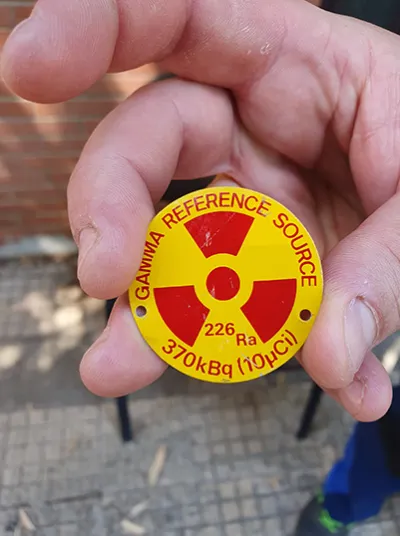 GAMMA REFERENCE SOURCE
226 Ra
370kBq (10µCi)